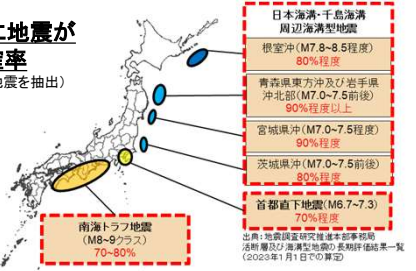 に地震が
確率
地震を抽出)
日本海溝・千島海溝
周辺海溝型地震
根室沖(M7.8~8.5程度)
80%程度
青森県東方沖及び岩手県
沖北部(M7.0~7.5前後)
90%程度以上
宮城県沖(M7.0~7.5程度)
90%程度
茨城県沖(M7.0~7.5前後)
80%程度
首都直下地震(M6.7~7.3)
70%程度
南海トラフ地震
(M8~9クラス)
70~80%
出典:地震調査研究推進本部事務局
活断層及び海溝型地震の長期評価結果一覧
(2023年1月1日での算定)